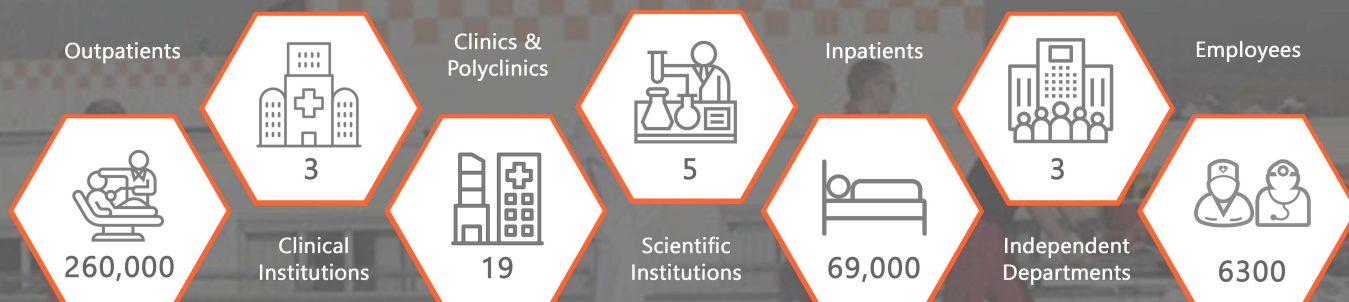 Outpatients
260,000
3
Clinical
Institutions
Clinics &
Polyclinics
19
5
Scientific
Institutions
Inpatients
69,000
3
Independent
Departments
Employees
6300